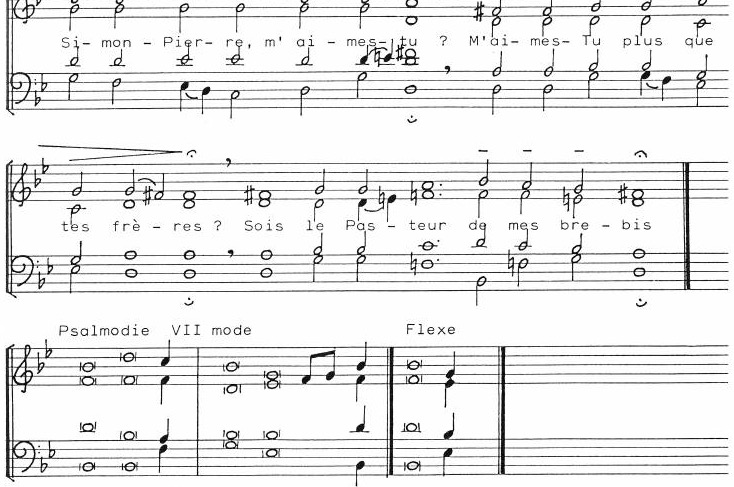 Si- mon - Pier- re, m' ai - mes- tu ? M'ai- mes- Tu plus que
tes frè - res ? Sois le Pas - teur de mes bre - bis
Psalmodie VII mode Flexe